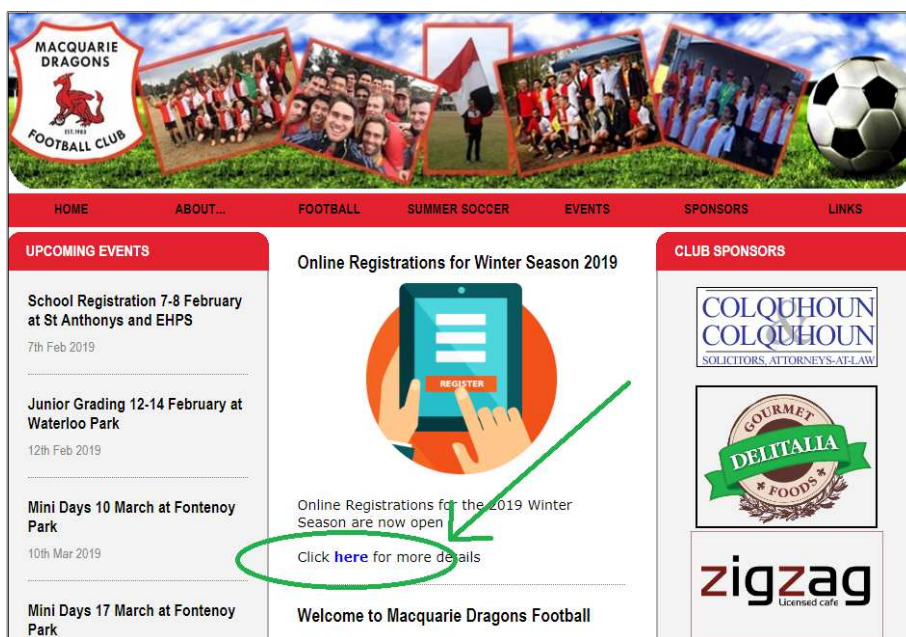 MACQUARIE
DRAGONS
EST.1983
FOOTBALL CLUB
HOME ABOUT... FOOTBALL SUMMER SOCCER EVENTS SPONSORS LINKS
UPCOMING EVENTS
School Registration 7-8 February
at St Anthonys and EHPS
7th Feb 2019
Junior Grading 12-14 February at
Waterloo Park
12th Feb 2019
Mini Days 10 March at Fontenoy
Park
10th Mar 2019
Mini Days 17 March at Fontenoy
Park
Online Registrations for Winter Season 2019
REGISTER
Online Registrations for the 2019 Winter
Season are now open
Click here for more details
Welcome to Macquarie Dragons Football
CLUB SPONSORS
COLQUHOUN
&
COLQUHOUN
SOLICITORS, ATTORNEYS-AT-LAW
GOURMET
DELITALIA
FOODS
zigzag
Licensed cafe